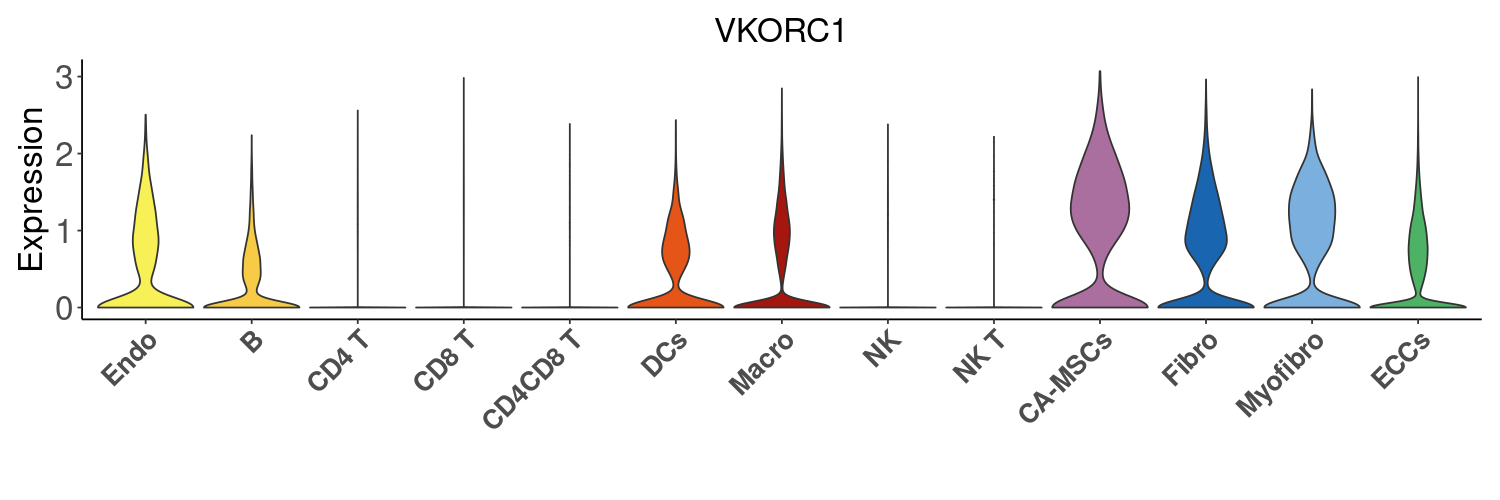 VKORC1
Expression
3
2
1
0
Endo
B
CD4 T
CD8 T
CD4CD8 T
DCs
Macro
NK
NK T
CA-MSCs
Fibro
Myofibro
ECCs